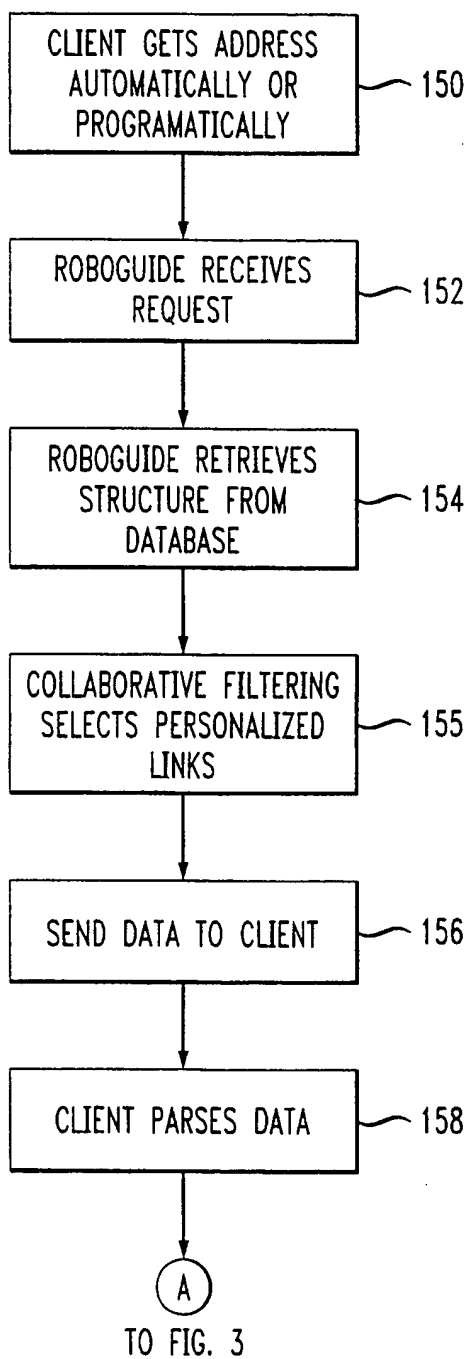 CLIENT GETS ADDRESS
AUTOMATICALLY OR
PROGRAMATICALLY
150
ROBOGUIDE RECEIVES
REQUEST
152
ROBOGUIDE RETRIEVES
STRUCTURE FROM
DATABASE
154
COLLABORATIVE FILTERING
SELECTS PERSONALIZED
LINKS
155
SEND DATA TO CLIENT
156
CLIENT PARSES DATA
158
A
TO FIG. 3